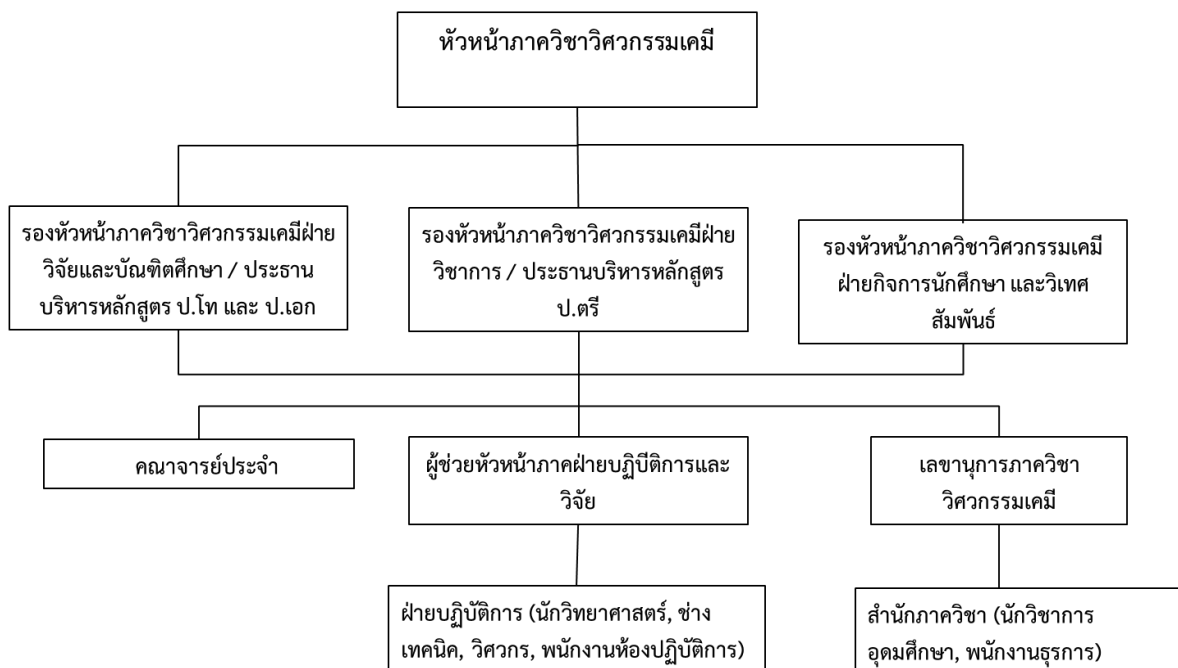 หัวหน้าภาควิชาวิศวกรรมเคมี
รองหัวหน้าภาควิชาวิศวกรรมเคมีฝ่าย
วิจัยและบัณฑิตศึกษา / ประธาน
บริหารหลักสูตร ป.โท และ ป.เอก
รองหัวหน้าภาควิชาวิศวกรรมเคมีฝ่าย
วิชาการ / ประธานบริหารหลักสูตร
ป.ตรี
รองหัวหน้าภาควิชาวิศวกรรมเคมี
ฝ่ายกิจการนักศึกษา และวิเทศ
สัมพันธ์
คณาจารย์ประจำ
ผู้ช่วยหัวหน้าภาคฝ่ายบฏิบีติการและ
วิจัย
เลขานุการภาควิชา
วิศวกรรมเคมี
ฝ่ายบฏิบัติการ (นักวิทยาศาสตร์, ช่าง
เทคนิค, วิศวกร, พนักงานห้องปฏิบัติการ)
สำนักภาควิชา (นักวิชาการ
อุดมศึกษา, พนักงานธุรการ)